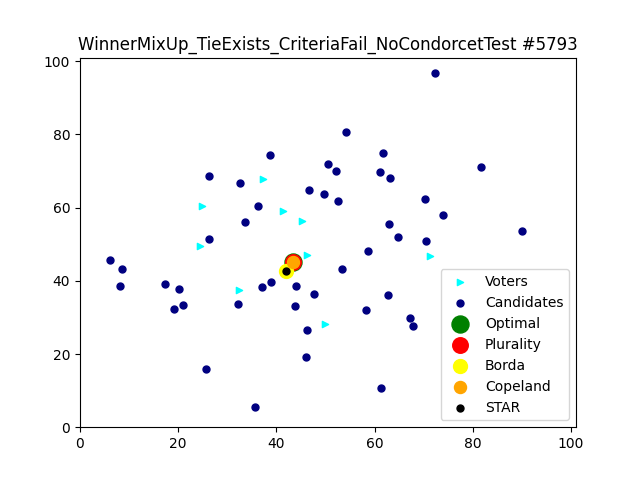 WinnerMixUp_TieExists_CriteriaFail_NoCondorcetTest #5793
100
80
60
40
20
0
Voters
Candidates
Optimal
Plurality
Borda
Copeland
STAR
0 20 40 60 80 100